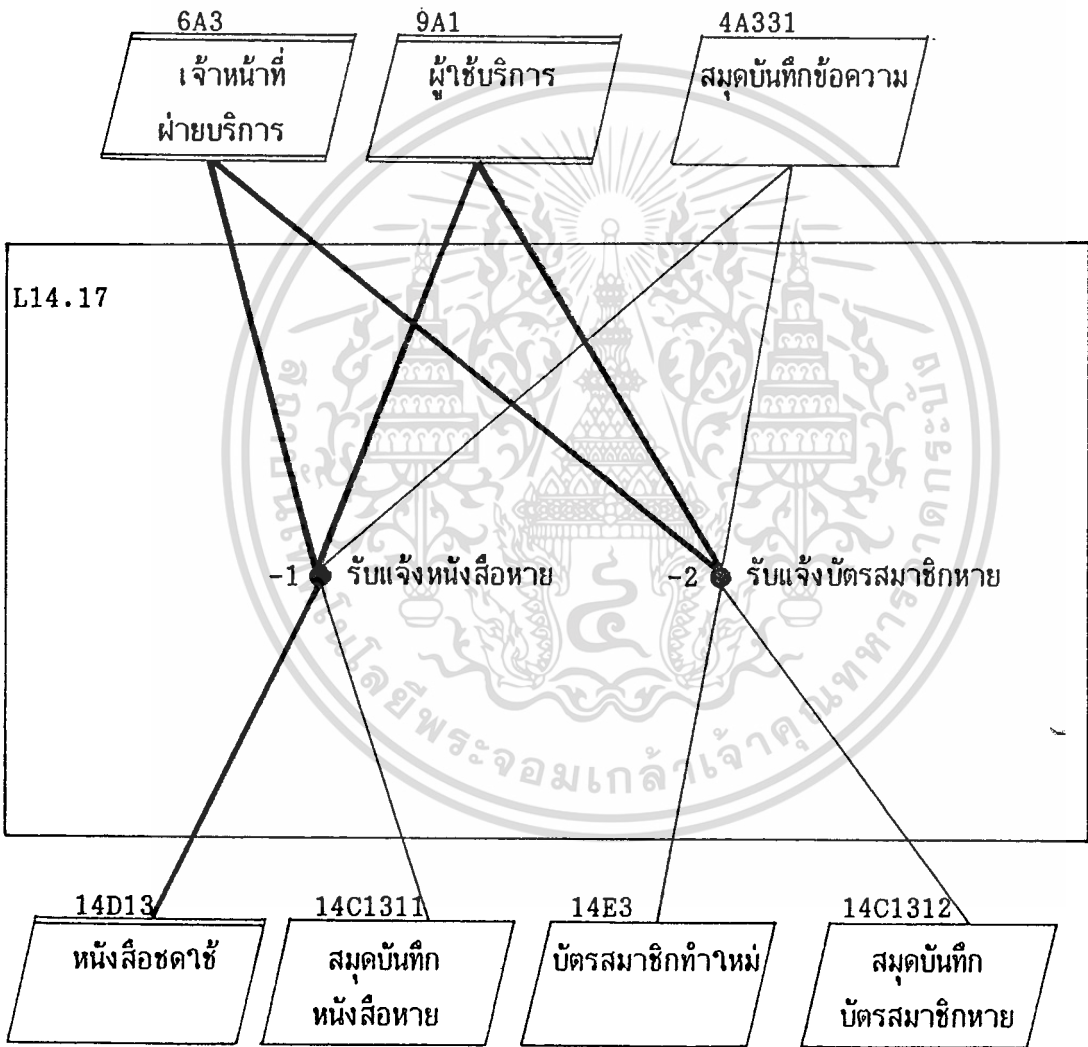 6A3
9A1
4A331
เจ้าหน้าที่
ฝ่ายบริการ
ผู้ใช้บริการ
สมุดบันทึกข้อความ
L14.17
-1 รับแจ้งหนังสือหาย
-2 รับแจ้งบัตรสมาชิกหาย
14D13
14C1311
14E3
14C1312
หนังสือชดใช้
สมุดบันทึก
หนังสือหาย
บัตรสมาชิกทำใหม่
สมุดบันทึก
บัตรสมาชิกหาย